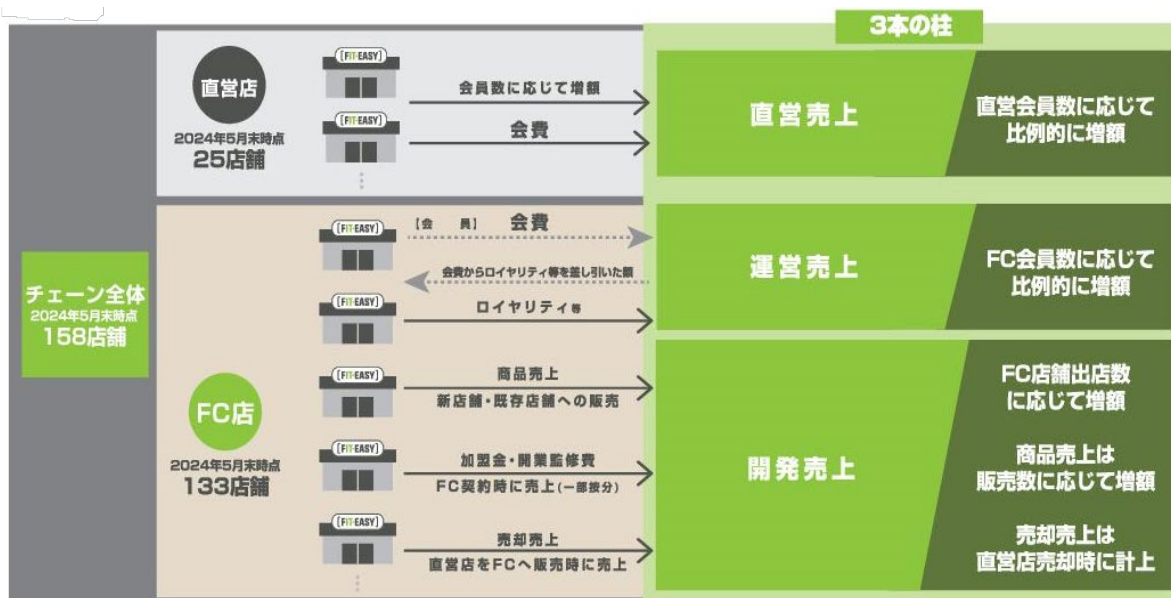 3本の柱
直営店
2024年5月末時点
25店舗
[FIT-EASY]
会員数に応じて増額
[FIT-EASY]
会費
直営売上
直営会員数に応じて
比例的に増額
チェーン全体
2024年5月末時点
158店舗
FC店
2024年5月末時点
133店舗
[FIT-EASY]
【会 員】 会費
会費からロイヤリティ等を差し引いた額
[FIT-EASY]
ロイヤリティ等
運営売上
FC会員数に応じて
比例的に増額
[FIT-EASY]
商品売上
新店舗・既存店舗への販売
[FIT-EASY]
加盟金・開業監修費
FC契約時に売上(一部按分)
[FIT-EASY]
売却売上
直営店をFCへ販売時に売上
開発売上
FC店舗出店数
に応じて増額
商品売上は
販売数に応じて増額
売却売上は
直営店売却時に計上